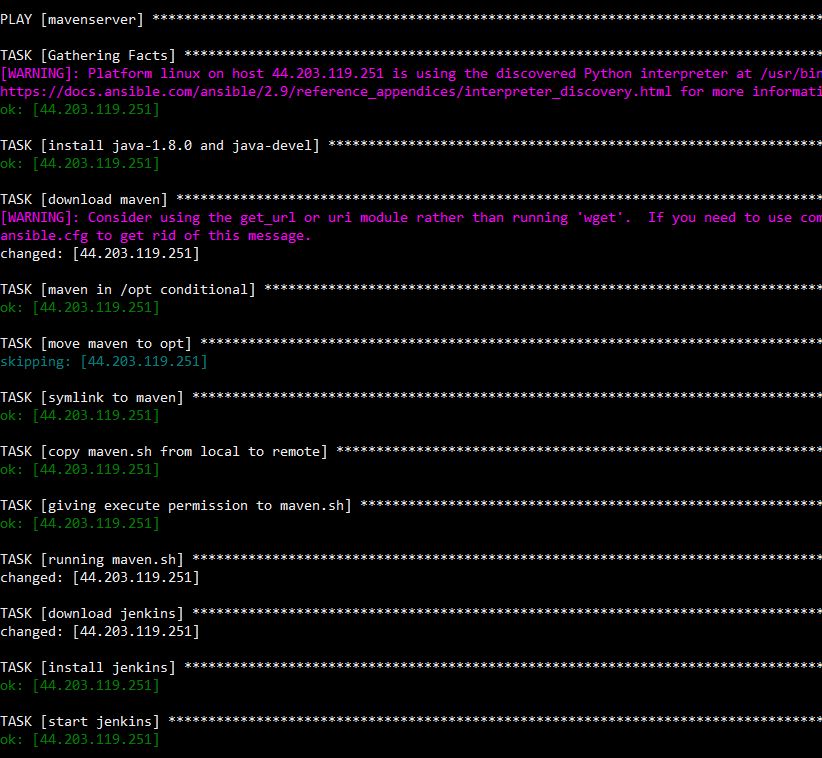 PLAY [mavenserver] ************************************************************************************
TASK [Gathering Facts] ********************************************************************************
[WARNING]: Platform linux on host 44.203.119.251 is using the discovered Python interpreter at /usr/bin
https://docs.ansible.com/ansible/2.9/reference_appendices/interpreter_discovery.html for more informati
ok: [44.203.119.251]
TASK [install java-1.8.0 and java-devel] **************************************************************
ok: [44.203.119.251]
TASK [download maven] *********************************************************************************
[WARNING]: Consider using the get_url or uri module rather than running 'wget'.  If you need to use com
ansible.cfg to get rid of this message.
changed: [44.203.119.251]
TASK [maven in /opt conditional] **********************************************************************
ok: [44.203.119.251]
TASK [move maven to opt] ******************************************************************************
skipping: [44.203.119.251]
TASK [symlink to maven] *******************************************************************************
ok: [44.203.119.251]
TASK [copy maven.sh from local to remote] *************************************************************
ok: [44.203.119.251]
TASK [giving execute permission to maven.sh] **********************************************************
ok: [44.203.119.251]
TASK [running maven.sh] *******************************************************************************
changed: [44.203.119.251]
TASK [download jenkins] *******************************************************************************
changed: [44.203.119.251]
TASK [install jenkins] ********************************************************************************
ok: [44.203.119.251]
TASK [start jenkins] **********************************************************************************
ok: [44.203.119.251]